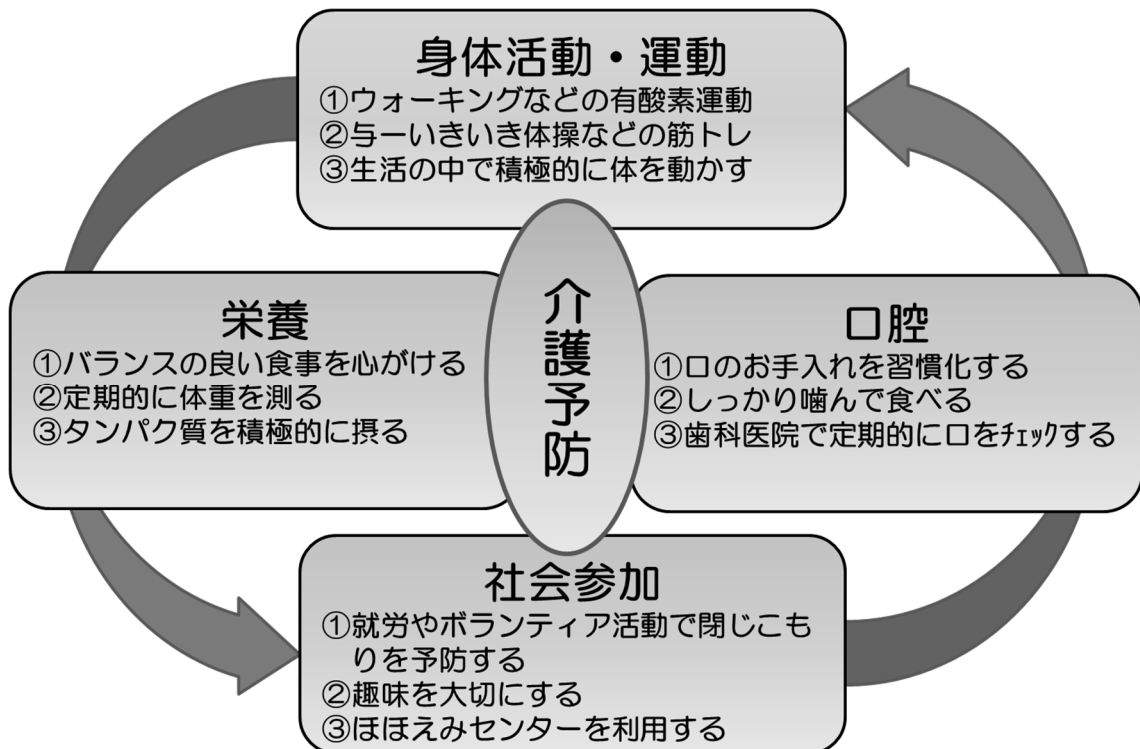 身体活動・運動
①ウォーキングなどの有酸素運動
②与一いきいき体操などの筋トレ
③生活の中で積極的に体を動かす
介護予防
栄養
①バランスの良い食事を心がける
②定期的に体重を測る
③タンパク質を積極的に摂る
口腔
①口のお手入れを習慣化する
②しっかり噛んで食べる
③歯科医院で定期的に口をﾁｪｯｸする
社会参加
①就労やボランティア活動で閉じこも
りを予防する
②趣味を大切にする
③ほほえみセンターを利用する